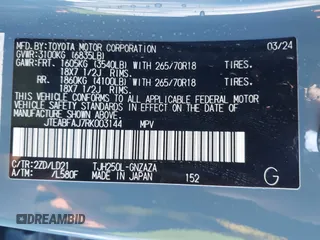 MFD.BY:TOYOTA MOTOR CORPORATION 03/24
GVWR:3100KG (6835LB)
GAWR:FRT. 1605KG (3540LB) WITH 265/70R18 TIRES,
18X7 1/2J RIMS,
RR. 1860KG (4100LB) WITH 265/70R18 TIRES,
18X7 1/2J RIMS,
THIS VEHICLE CONFORMS TO ALL APPLICABLE FEDERAL
MOTOR VEHICLE SAFETY STANDARDS IN EFFECT ON THE
DATE OF MANUFACTURE SHOWN ABOVE.
JTEABFAJ7RK003144 MPV
C/TR:2ZD/LD21 TJH250L-GNZAZA
A/TM: /L580F MADE IN JAPAN 152 G
AUTOBIDMASTER